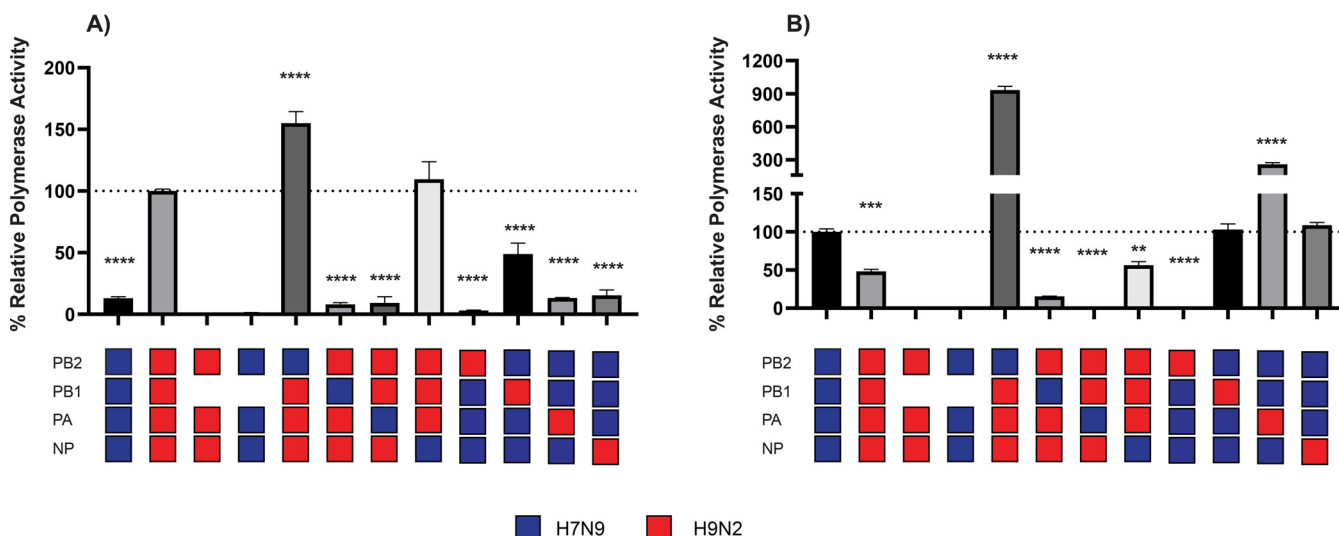 A)
% Relative Polymerase Activity
200
150
100
50
0
****
****
****
****
****
****
****
****
PB2
PB1
PA
NP
B)
% Relative Polymerase Activity
1200
900
600
300
150
100
50
0
***
****
****
****
**
****
****
PB2
PB1
PA
NP
H7N9
H9N2